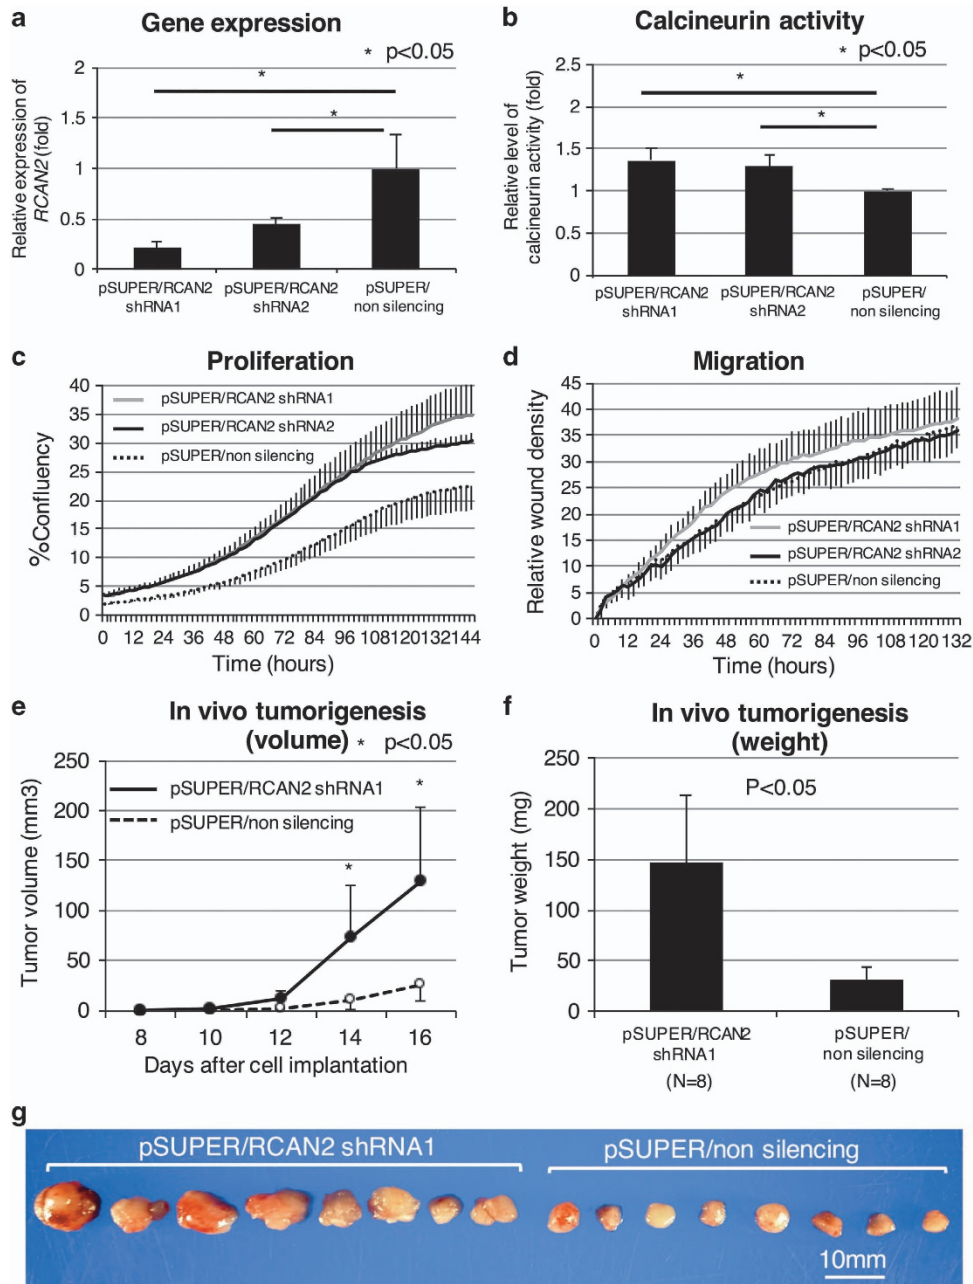 a
Gene expression
* p<0.05
Relative expression of
RCAN2 (fold)
2
1.5
1
0.5
0
*
*
pSUPER/RCAN2
shRNA1
pSUPER/RCAN2
shRNA2
pSUPER/
non silencing
b
Calcineurin activity
* p<0.05
Relative level of
calcineurin activity (fold)
2.5
2
1.5
1
0.5
0
*
*
pSUPER/RCAN2
shRNA1
pSUPER/RCAN2
shRNA2
pSUPER/
non silencing
c
Proliferation
%Confluency
40
35
30
25
20
15
10
5
0
pSUPER/RCAN2 shRNA1
pSUPER/RCAN2 shRNA2
pSUPER/non silencing
0 12 24 36 48 60 72 84 96 108 120 132 144
Time (hours)
d
Migration
Relative wound density
45
40
35
30
25
20
15
10
5
0
pSUPER/RCAN2 shRNA1
pSUPER/RCAN2 shRNA2
pSUPER/non silencing
0 12 24 36 48 60 72 84 96 108 120 132
Time (hours)
e
In vivo tumorigenesis
(volume) * p<0.05
Tumor volume (mm3)
250
200
150
100
50
0
pSUPER/RCAN2 shRNA1
pSUPER/non silencing
*
*
8 10 12 14 16
Days after cell implantation
f
In vivo tumorigenesis
(weight)
P<0.05
Tumor weight (mg)
250
200
150
100
50
0
pSUPER/RCAN2
shRNA1
(N=8)
pSUPER/
non silencing
(N=8)
g
pSUPER/RCAN2 shRNA1
pSUPER/non silencing
10mm